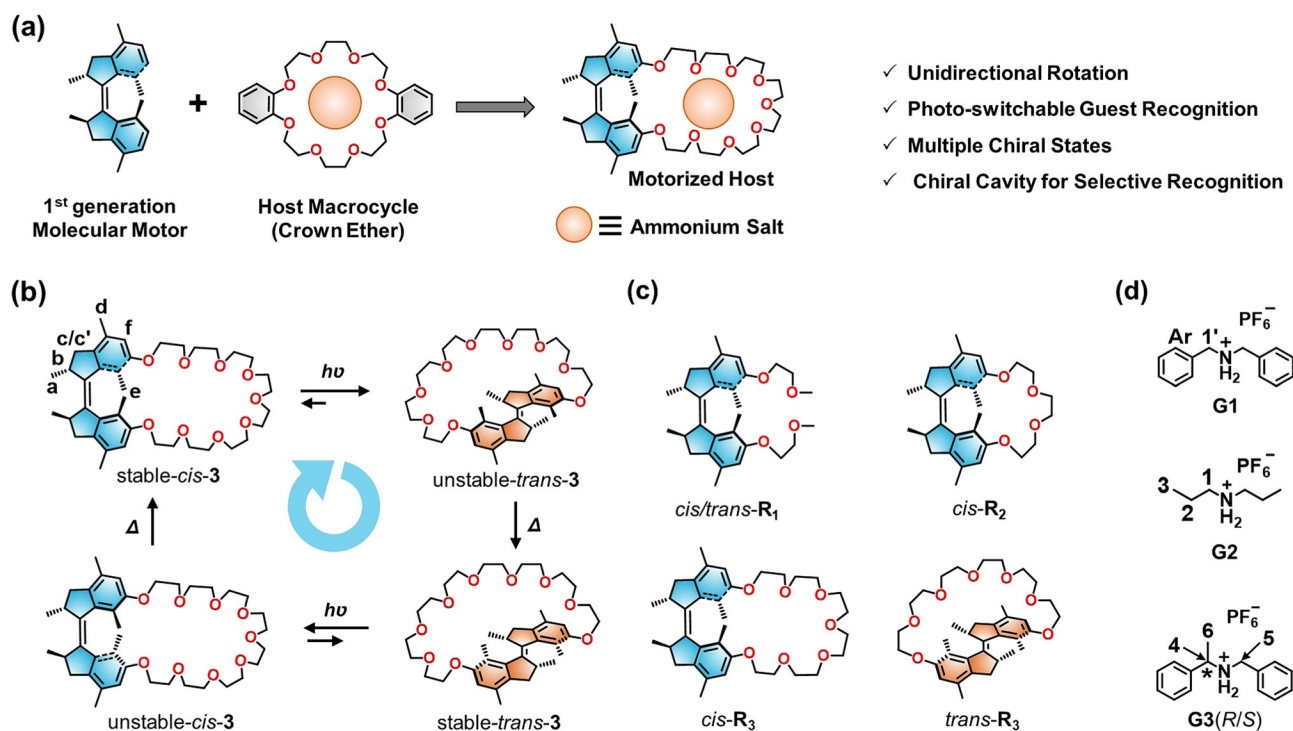 (a)
+
O O O O O O O O
O O O O O O O O O
1st generation
Molecular Motor
Host Macrocycle
(Crown Ether)
Motorized Host
≡ Ammonium Salt
✓ Unidirectional Rotation
✓ Photo-switchable Guest Recognition
✓ Multiple Chiral States
✓ Chiral Cavity for Selective Recognition
(b)
d
c/c' f
b
a
e
stable-cis-3
hυ
unstable-trans-3
Δ
Δ
unstable-cis-3
hυ
stable-trans-3
(c)
cis/trans-R1
cis-R2
cis-R3
trans-R3
(d)
PF6−
Ar 1' +
N
H2
G1
PF6−
3 1 +
2 N
H2
G2
PF6−
4 6 5
* N+
H2
G3(R/S)